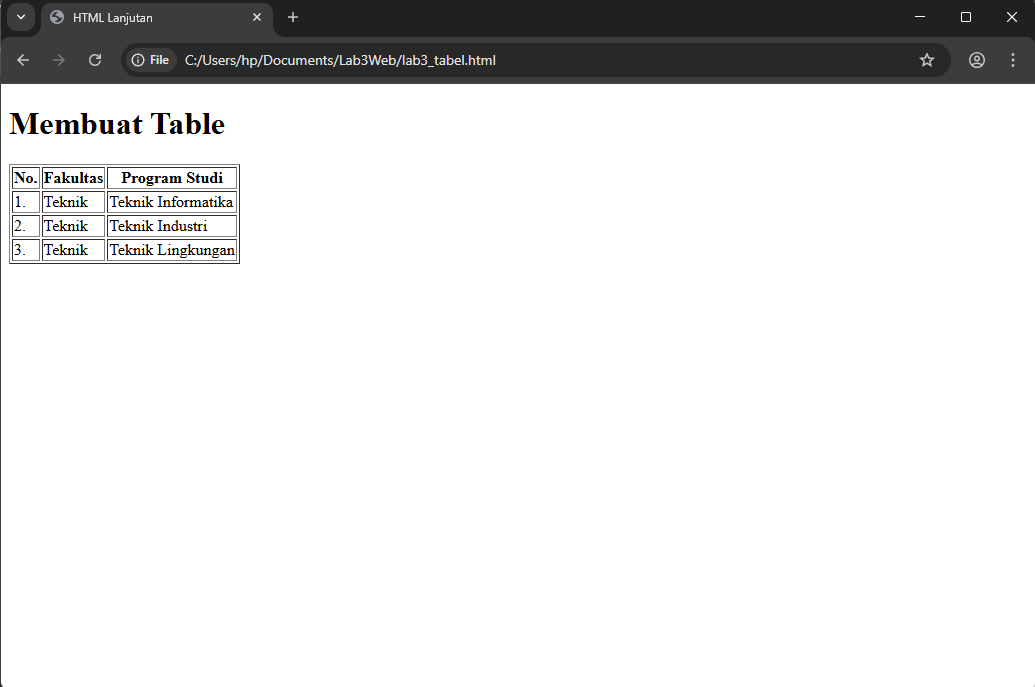 HTML Lanjutan
File C:/Users/hp/Documents/Lab3Web/lab3_tabel.html
Membuat Table
No. Fakultas Program Studi
1. Teknik Teknik Informatika
2. Teknik Teknik Industri
3. Teknik Teknik Lingkungan